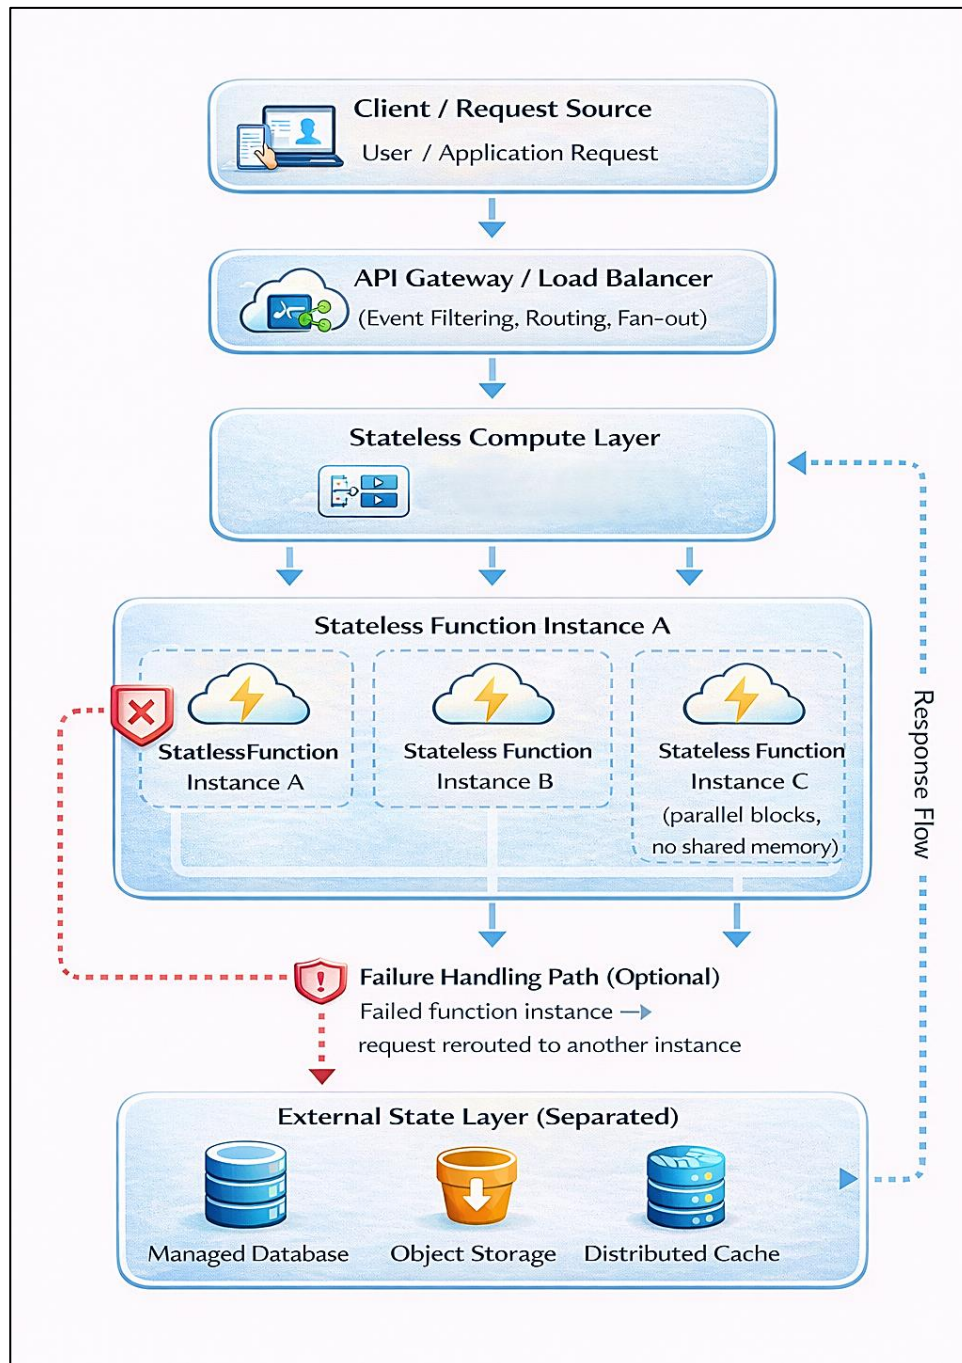 Client / Request Source
User / Application Request
API Gateway / Load Balancer
(Event Filtering, Routing, Fan-out)
Stateless Compute Layer
Stateless Function Instance A
StatlessFunction
Instance A
Stateless Function
Instance B
Stateless Function
Instance C
(parallel blocks,
no shared memory)
Response Flow
Failure Handling Path (Optional)
Failed function instance →
request rerouted to another instance
External State Layer (Separated)
Managed Database
Object Storage
Distributed Cache